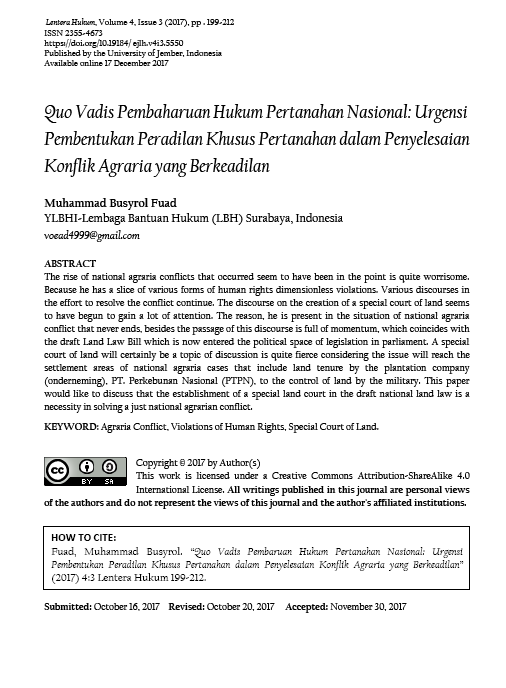 Lentera Hukum, Volume 4, Issue 3 (2017), pp. 199-212
ISSN 2355-4673
https://doi.org/10.19184/ ejlh.v4i3.5550
Published by the University of Jember, Indonesia
Available online 17 December 2017
Quo Vadis Pembaharuan Hukum Pertanahan Nasional: Urgensi
Pembentukan Peradilan Khusus Pertanahan dalam Penyelesaian
Konflik Agraria yang Berkeadilan
Muhammad Busyrol Fuad
YLBHI-Lembaga Bantuan Hukum (LBH) Surabaya, Indonesia
voead4999@gmail.com
ABSTRACT
The rise of national agraria conflicts that occurred seem to have been in the point is quite worrisome.
Because he has a slice of various forms of human rights dimensionless violations. Various discourses in
the effort to resolve the conflict continue. The discourse on the creation of a special court of land seems
to have begun to gain a lot of attention. The reason, he is present in the situation of national agraria
conflict that never ends, besides the passage of this discourse is full of momentum, which coincides with
the draft Land Law Bill which is now entered the political space of legislation in parliament. A special
court of land will certainly be a topic of discussion is quite fierce considering the issue will reach the
settlement areas of national agraria cases that include land tenure by the plantation company
(onderneming), PT. Perkebunan Nasional (PTPN), to the control of land by the military. This paper
would like to discuss that the establishment of a special land court in the draft national land law is a
necessity in solving a just national agrarian conflict.
KEYWORD: Agraria Conflict, Violations of Human Rights, Special Court of Land.
cc BY SA
Copyright © 2017 by Author(s)
This work is licensed under a Creative Commons Attribution-ShareAlike 4.0
International License. All writings published in this journal are personal views
of the authors and do not represent the views of this journal and the author's affiliated institutions.
HOW TO CITE:
Fuad, Muhammad Busyrol. “Quo Vadis Pembaruan Hukum Pertanahan Nasional: Urgensi
Pembentukan Peradilan Khusus Pertanahan dalam Penyelesaian Konflik Agraria yang Berkeadilan”
(2017) 4:3 Lentera Hukum 199-212.
Submitted: October 16, 2017 Revised: October 20, 2017 Accepted: November 30, 2017